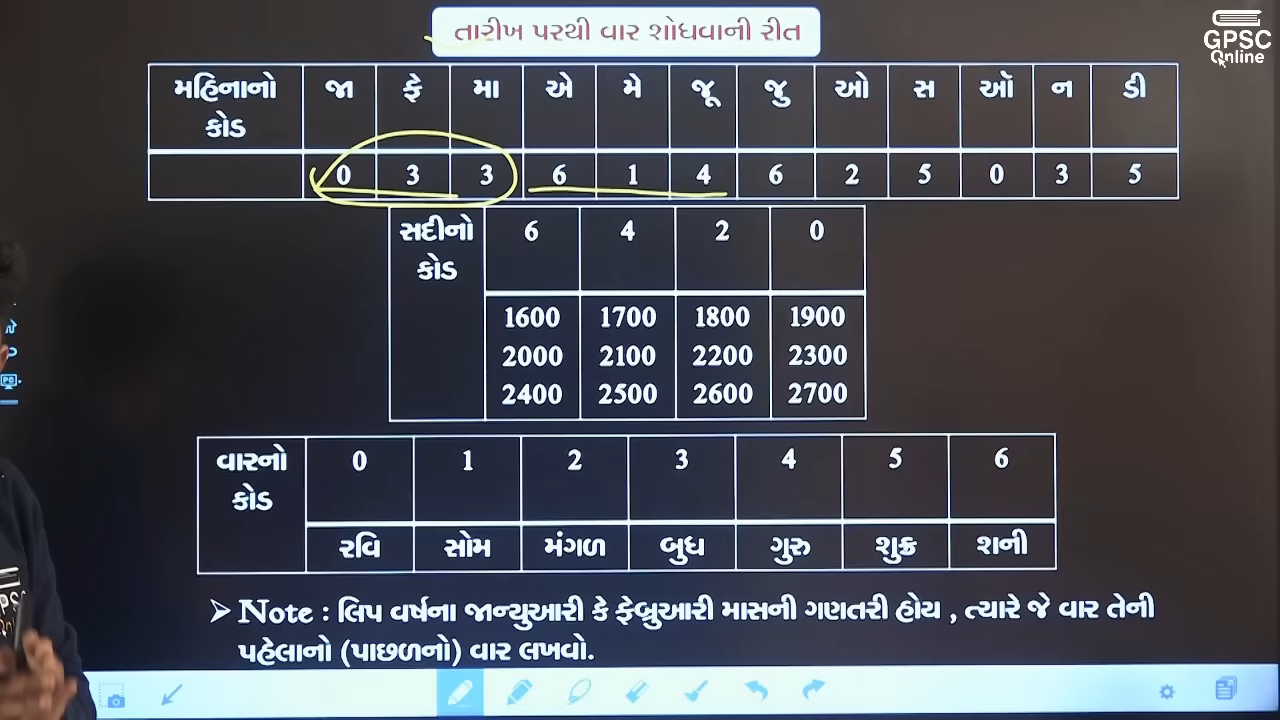 તારીખ પરથી વાર શોધવાની રીત
GPSC
Online
મહિનાનો કોડ જા ફે મા એ મે જૂ જુ ઓ સ ઑ ન ડી
0 3 3 6 1 4 6 2 5 0 3 5
સદીનો કોડ 6 4 2 0
1600 1700 1800 1900
2000 2100 2200 2300
2400 2500 2600 2700
વારનો કોડ 0 1 2 3 4 5 6
રવિ સોમ મંગળ બુધ ગુરુ શુક્ર શની
➢ Note : લિપ વર્ષના જાન્યુઆરી કે ફેબ્રુઆરી માસની ગણતરી હોય , ત્યારે જે વાર તેની
પહેલાનો (પાછળનો) વાર લખવો.